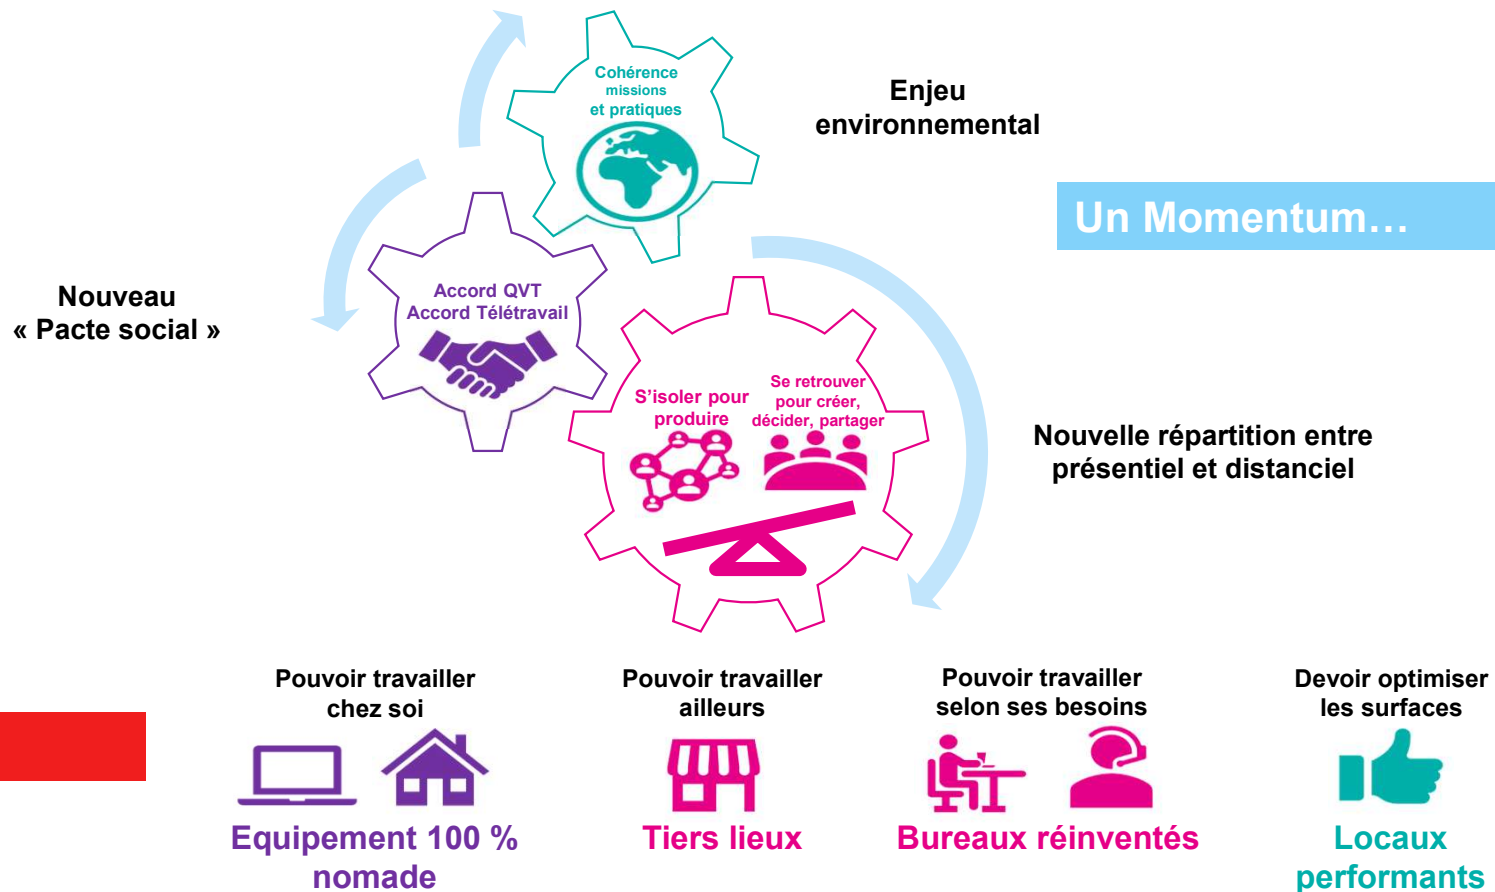 Cohérence
missions
et pratiques
Enjeu
environnemental
Un Momentum…
Nouveau
« Pacte social »
Accord QVT
Accord Télétravail
S’isoler pour
produire
Se retrouver
pour créer,
décider, partager
Nouvelle répartition entre
présentiel et distanciel
Pouvoir travailler
chez soi
Equipement 100 %
nomade
Pouvoir travailler
ailleurs
Tiers lieux
Pouvoir travailler
selon ses besoins
Bureaux réinventés
Devoir optimiser
les surfaces
Locaux
performants